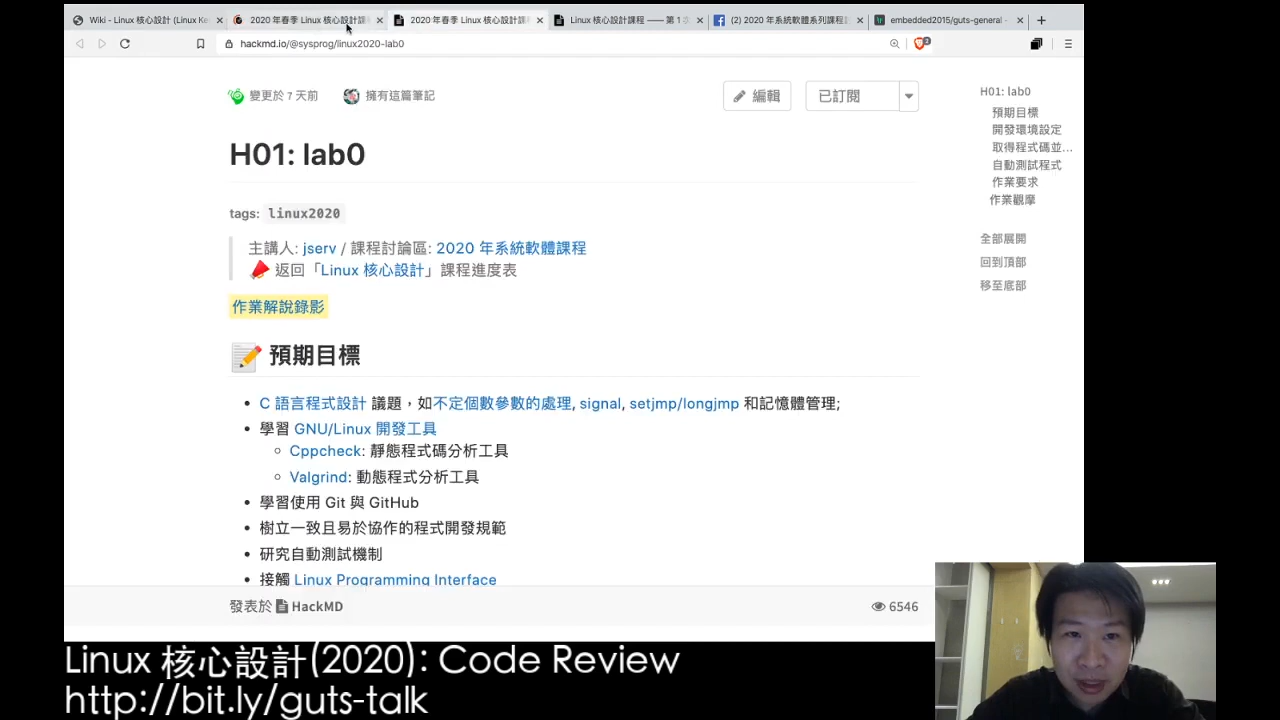 Wiki - Linux 核心設計 (Linux Ke
2020 年春季 Linux 核心設計課
2020 年春季 Linux 核心設計課
Linux 核心設計課程 —— 第 1
(2) 2020 年系統軟體系列課程
embedded2015/guts-general -
hackmd.io/@sysprog/linux2020-lab0
變更於 7 天前
擁有這篇筆記
編輯
已訂閱
H01: lab0
tags: linux2020
主講人: jserv / 課程討論區: 2020 年系統軟體課程
返回「Linux 核心設計」課程進度表
作業解說錄影
預期目標
C 語言程式設計 議題，如不定個數參數的處理, signal, setjmp/longjmp 和記憶體管理;
學習 GNU/Linux 開發工具
Cppcheck: 靜態程式碼分析工具
Valgrind: 動態程式分析工具
學習使用 Git 與 GitHub
樹立一致且易於協作的程式開發規範
研究自動測試機制
接觸 Linux Programming Interface
發表於 HackMD
6546
H01: lab0
預期目標
開發環境設定
取得程式碼並...
自動測試程式
作業要求
作業觀摩
全部展開
回到頂部
移至底部
Linux 核心設計(2020): Code Review
http://bit.ly/guts-talk